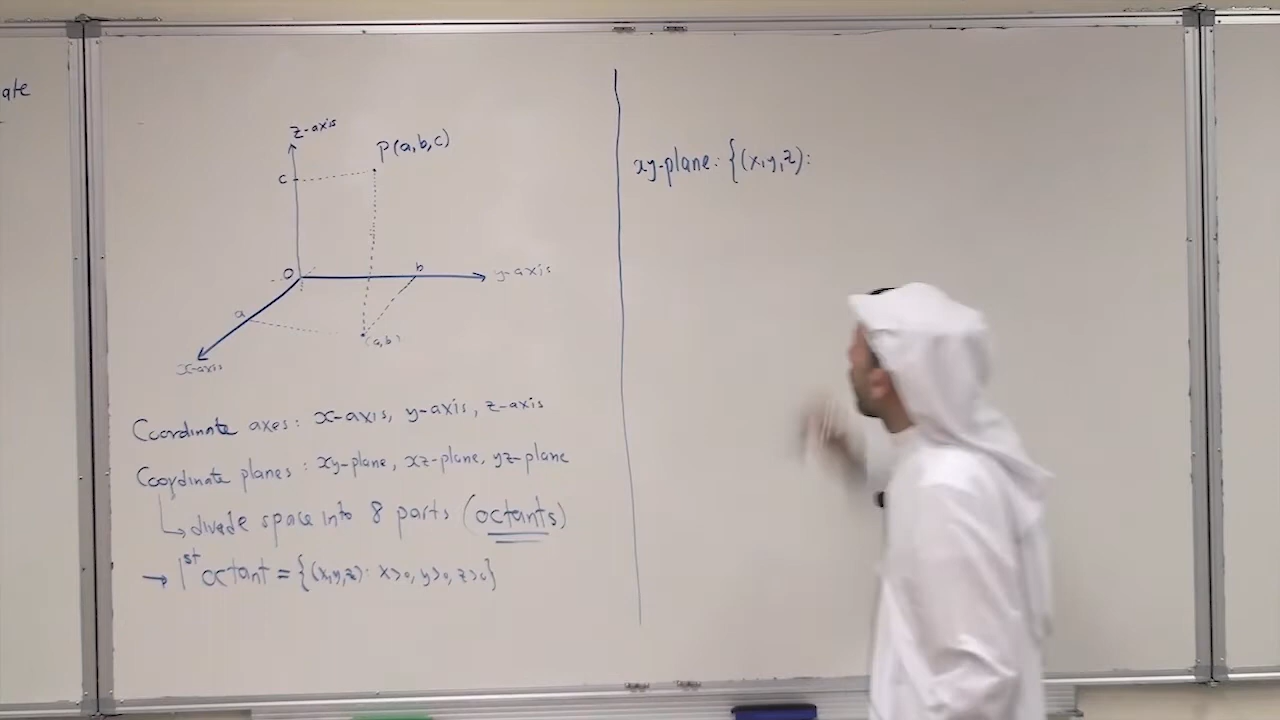 ate
z-axis
P(a,b,c)
c
O
b
y-axis
a
(a,b)
x-axis
Coordinate axes: x-axis, y-axis, z-axis
Coordinate planes: xy-plane, xz-plane, yz-plane
↳ divide space into 8 parts (octants)
→ 1st octant = {(x,y,z): x>0, y>0, z>0}
xy-plane: {(x,y,z):